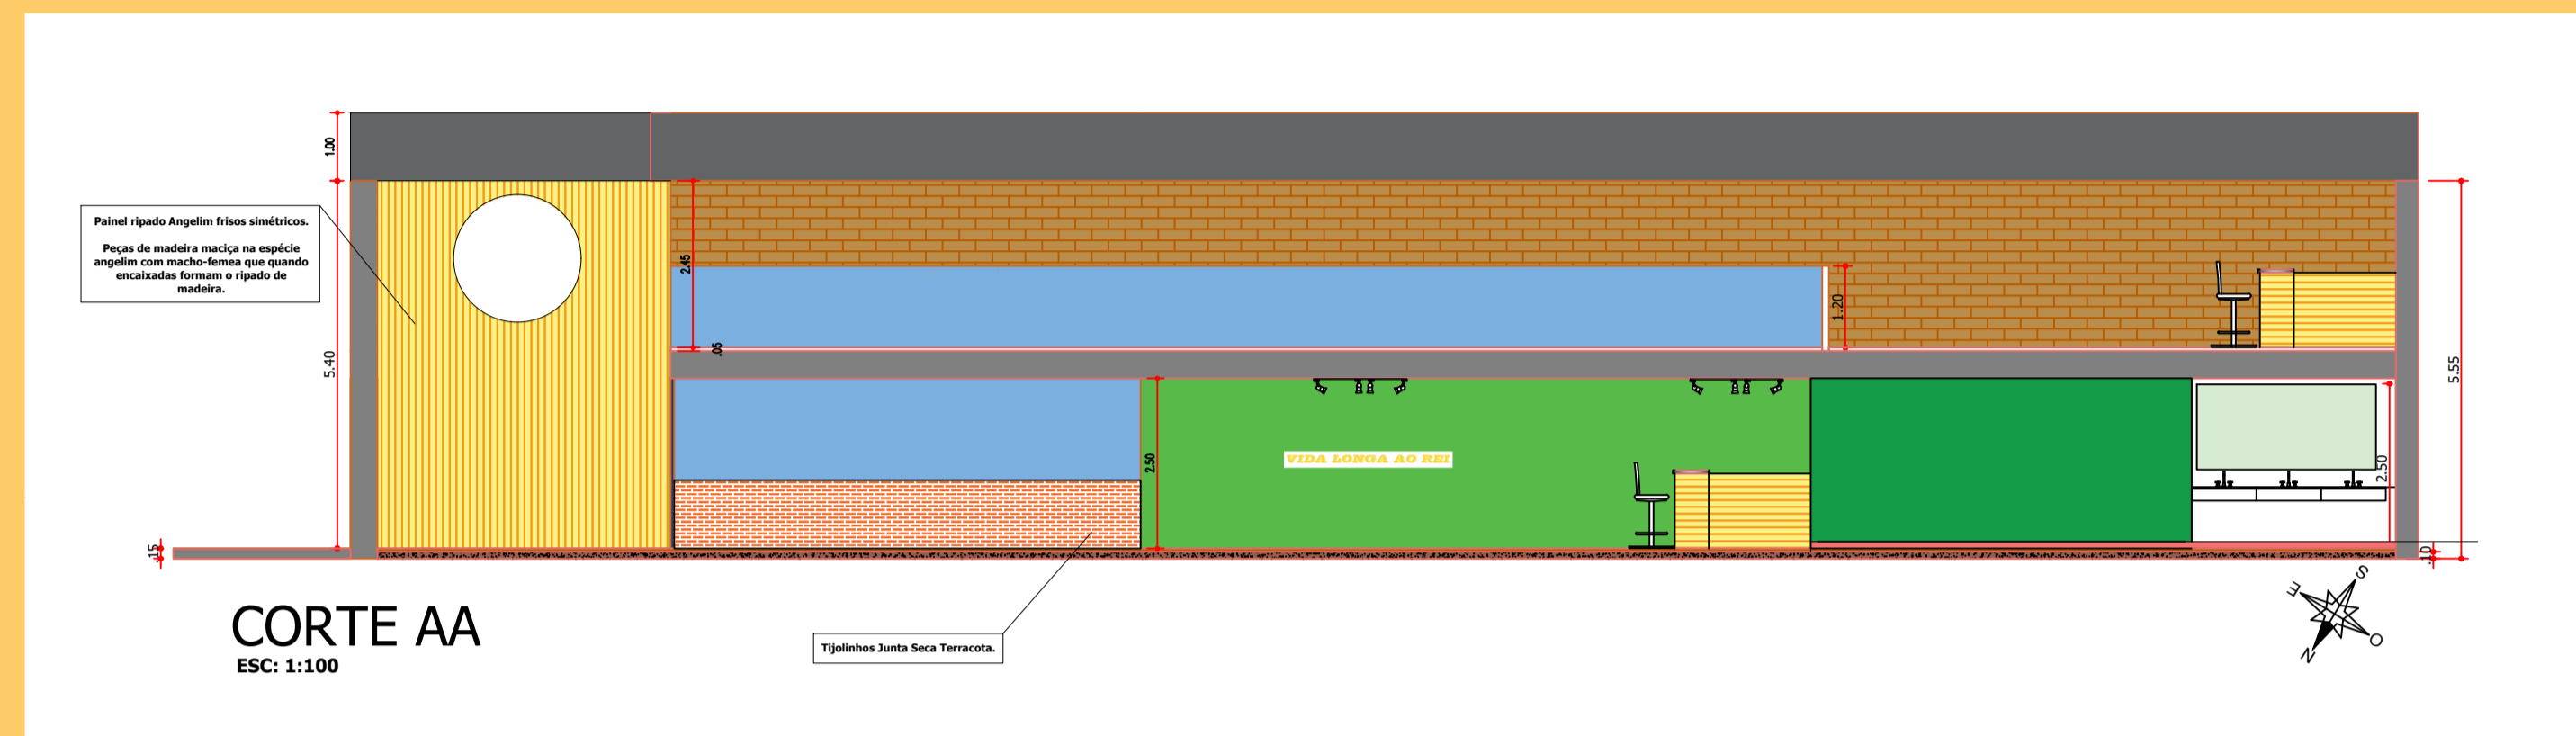 1.00
Painel ripado Angelim frisos simétricos.
Peças de madeira maciça na espécie
angelim com macho-femea que quando
encaixadas formam o ripado de
madeira.
2.45
1.20
.05
5.40
5.55
2.50
VIDA LONGA AO REI
2.50
.15
.10
CORTE AA
ESC: 1:100
Tijolinhos Junta Seca Terracota.
S
E
O
N